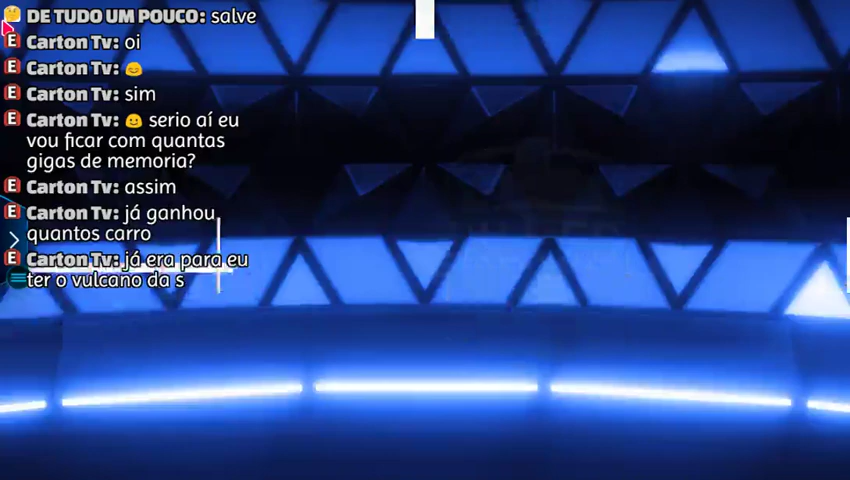 DE TUDO UM POUCO: salve
Carton Tv: oi
Carton Tv: 😊
Carton Tv: sim
Carton Tv: 🙂 serio aí eu
vou ficar com quantas
gigas de memoria?
Carton Tv: assim
Carton Tv: já ganhou
quantos carro
Carton Tv: já era para eu
ter o vulcano da s